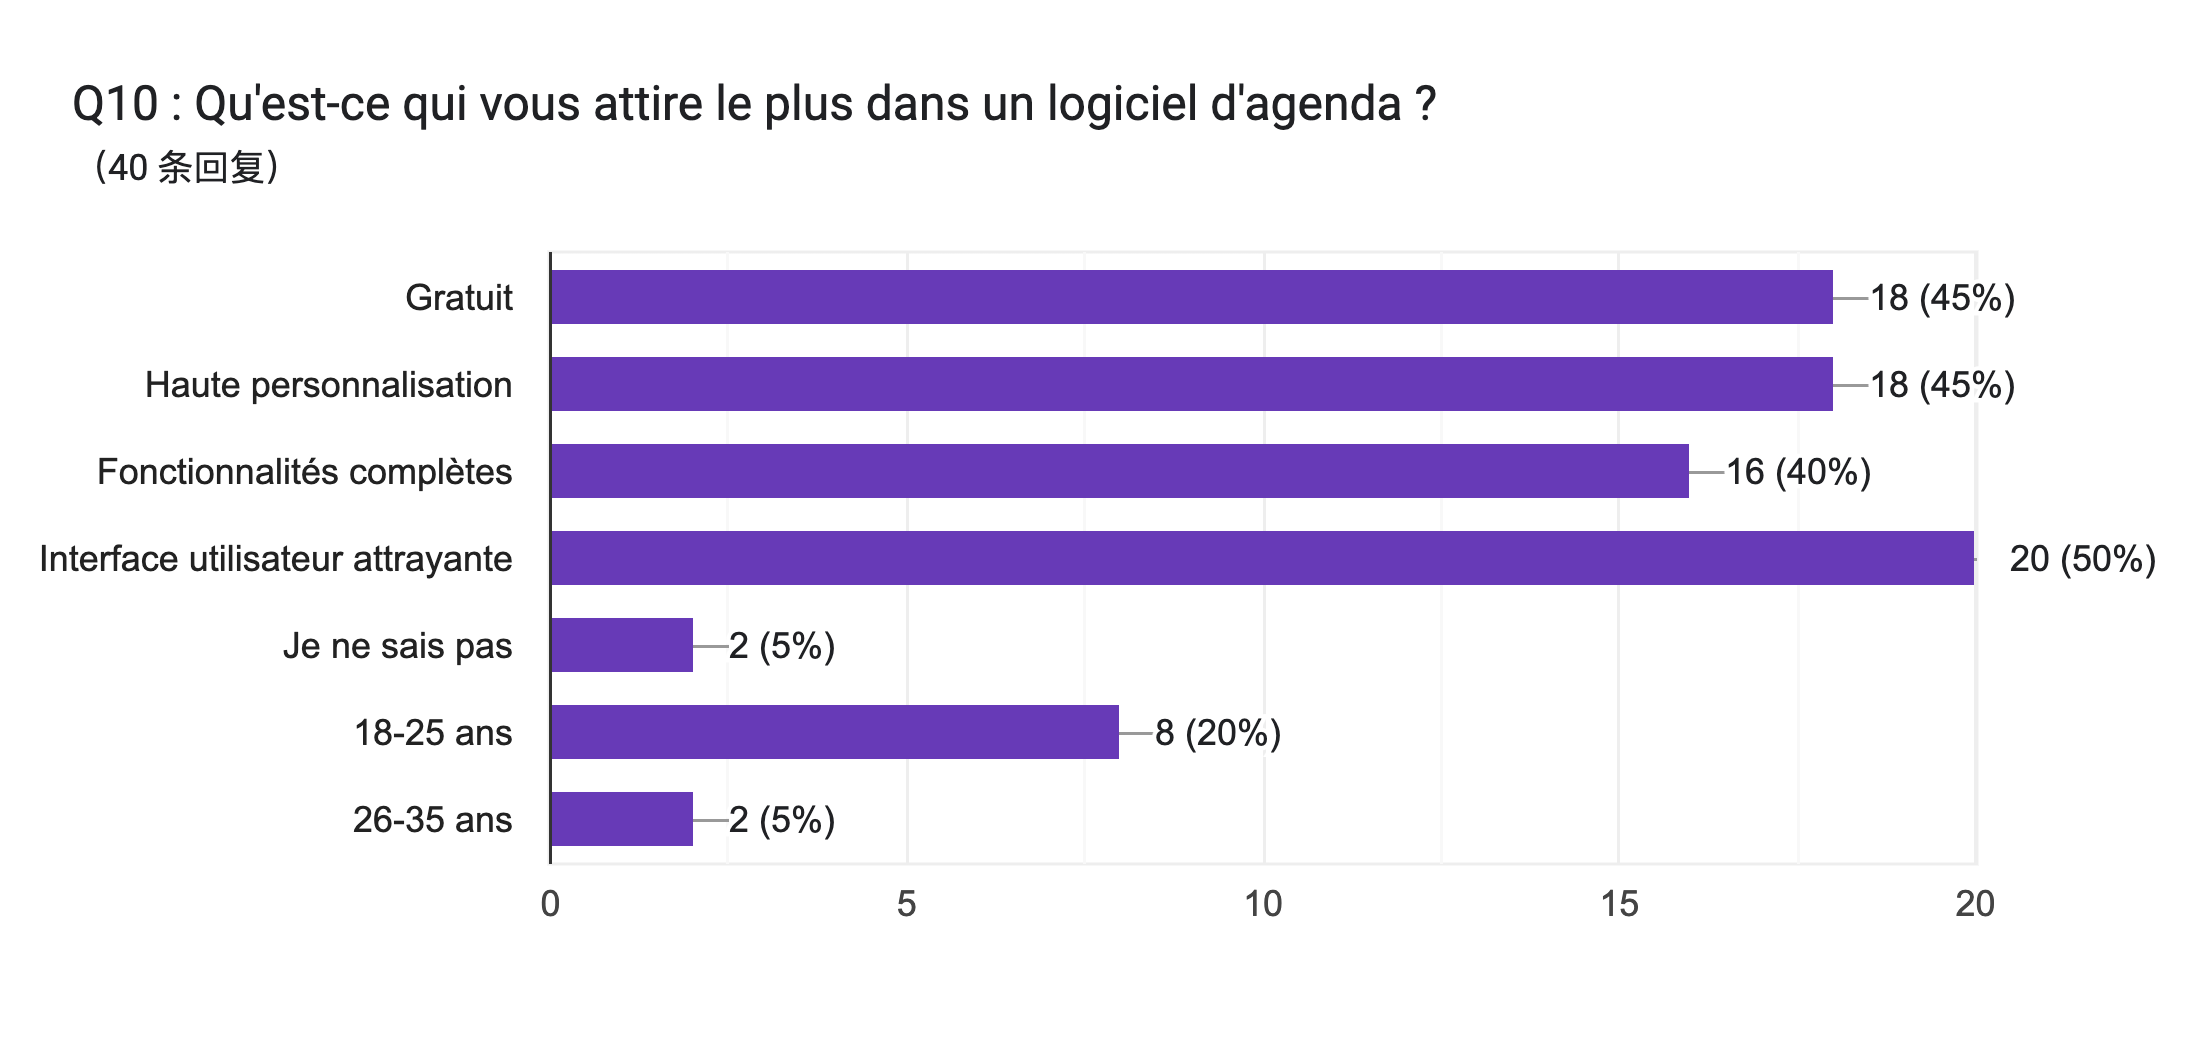 Q10 : Qu'est-ce qui vous attire le plus dans un logiciel d'agenda ?
（40 条回复）
Gratuit 18 (45%)
Haute personnalisation 18 (45%)
Fonctionnalités complètes 16 (40%)
Interface utilisateur attrayante 20 (50%)
Je ne sais pas 2 (5%)
18-25 ans 8 (20%)
26-35 ans 2 (5%)
0 5 10 15 20